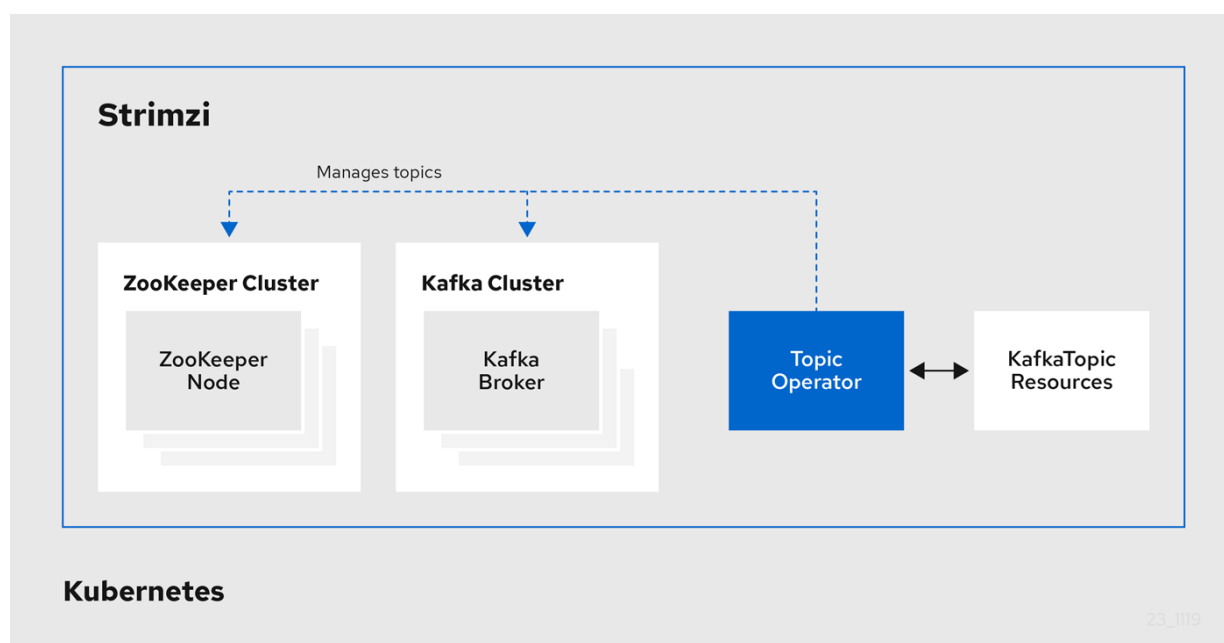 Strimzi
Manages topics
ZooKeeper Cluster
ZooKeeper
Node
Kafka Cluster
Kafka
Broker
Topic
Operator
KafkaTopic
Resources
Kubernetes
23_1119